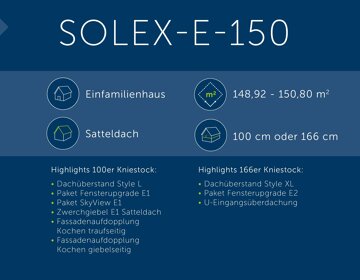 SOLEX-E-150
Einfamilienhaus
m²
148,92 - 150,80 m²
Satteldach
100 cm oder 166 cm
Highlights 100er Kniestock:
• Dachüberstand Style L
• Paket Fensterupgrade E1
• Paket SkyView E1
• Zwerchgiebel E1 Satteldach
• Fassadenaufdopplung
Kochen traufseitig
• Fassadenaufdopplung
Kochen giebelseitig
Highlights 166er Kniestock:
• Dachüberstand Style XL
• Paket Fensterupgrade E2
• U-Eingangsüberdachung